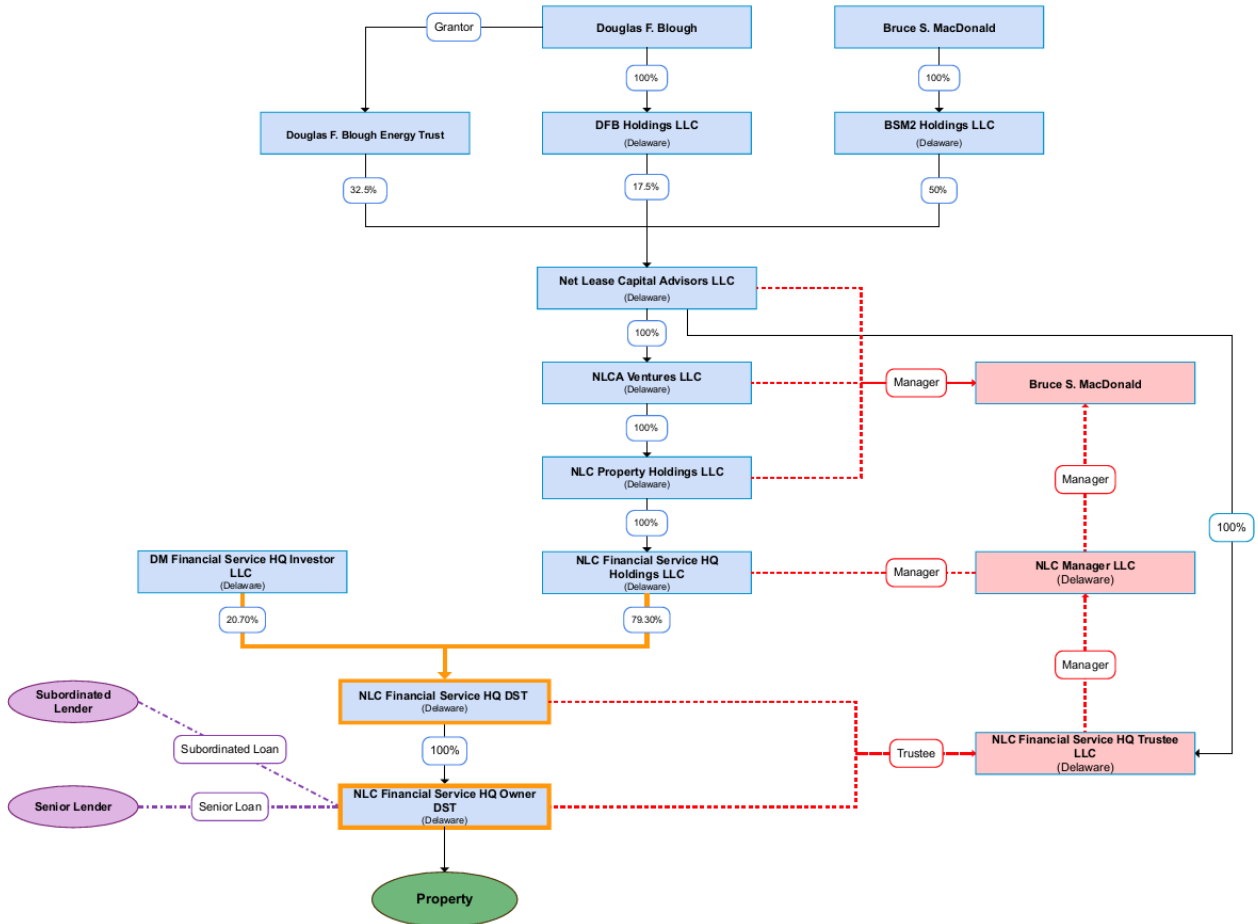 Grantor
Douglas F. Blough
Bruce S. MacDonald
100%
100%
Douglas F. Blough Energy Trust
DFB Holdings LLC
(Delaware)
BSM2 Holdings LLC
(Delaware)
32.5%
17.5%
50%
Net Lease Capital Advisors LLC
(Delaware)
100%
NLCA Ventures LLC
(Delaware)
Manager
Bruce S. MacDonald
100%
NLC Property Holdings LLC
(Delaware)
Manager
100%
100%
DM Financial Service HQ Investor
LLC
(Delaware)
NLC Financial Service HQ
Holdings LLC
(Delaware)
Manager
NLC Manager LLC
(Delaware)
20.70%
79.30%
Manager
Subordinated
Lender
NLC Financial Service HQ DST
(Delaware)
Subordinated Loan
100%
Trustee
NLC Financial Service HQ Trustee
LLC
(Delaware)
Senior Lender
Senior Loan
NLC Financial Service HQ Owner
DST
(Delaware)
Property